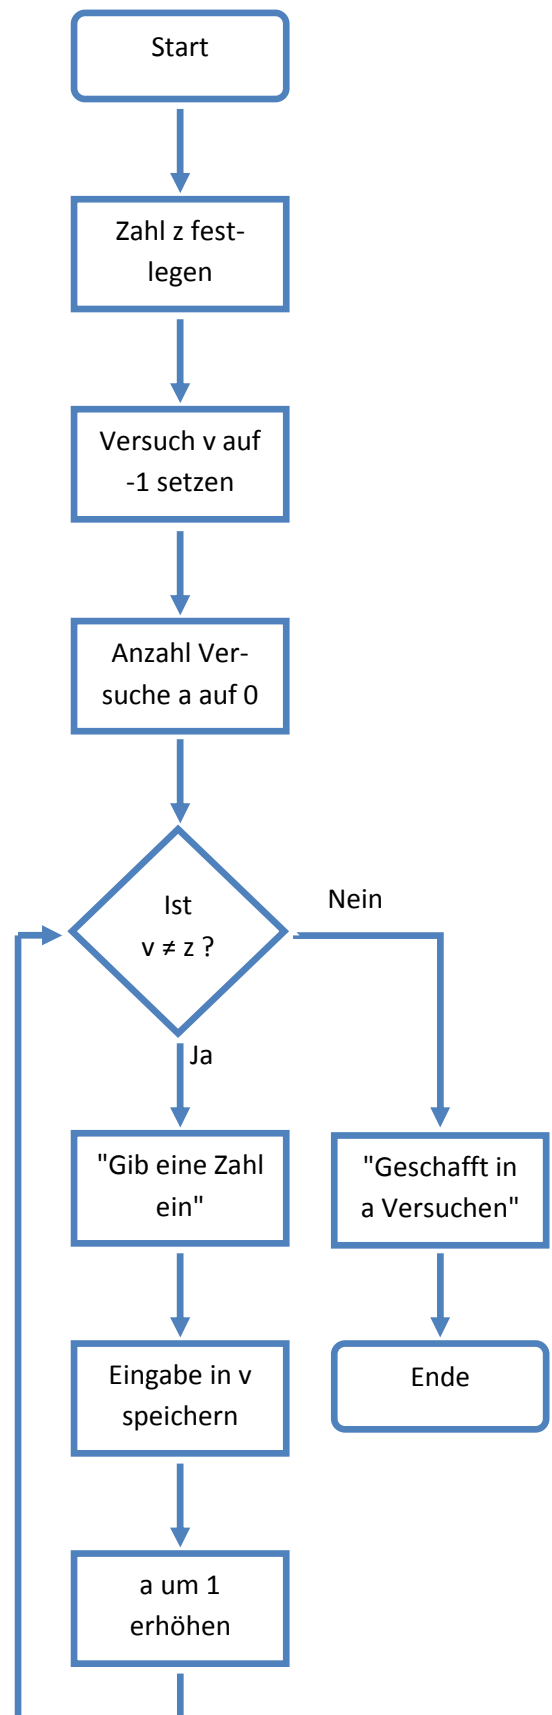 Start
Zahl z fest-
legen
Versuch v auf
-1 setzen
Anzahl Ver-
suche a auf 0
Ist
v ≠ z ?
Nein
Ja
"Gib eine Zahl
ein"
"Geschafft in
a Versuchen"
Eingabe in v
speichern
Ende
a um 1
erhöhen